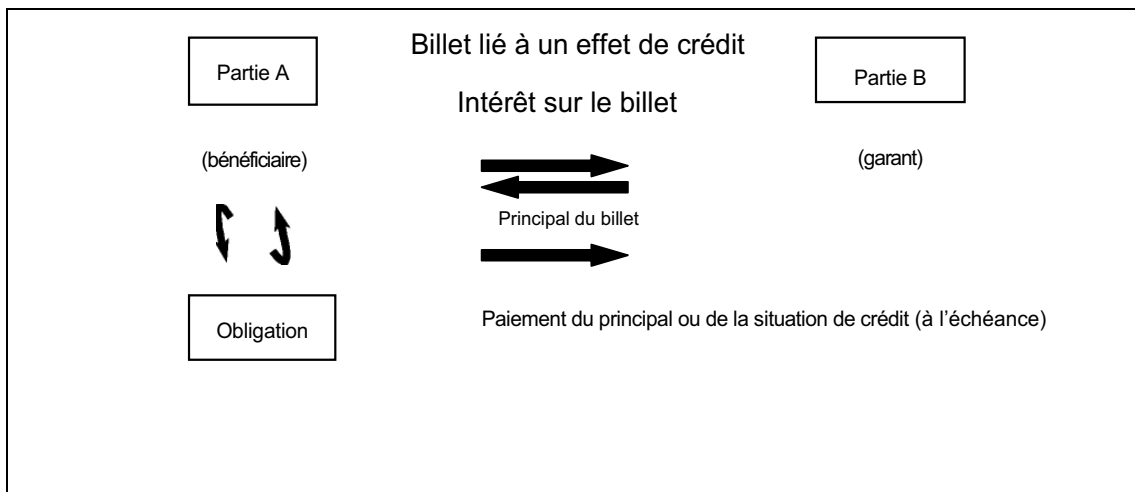 Billet lié à un effet de crédit
Partie A
Partie B
Intérêt sur le billet
(bénéficiaire)
(garant)
Principal du billet
Obligation
Paiement du principal ou de la situation de crédit (à l’échéance)